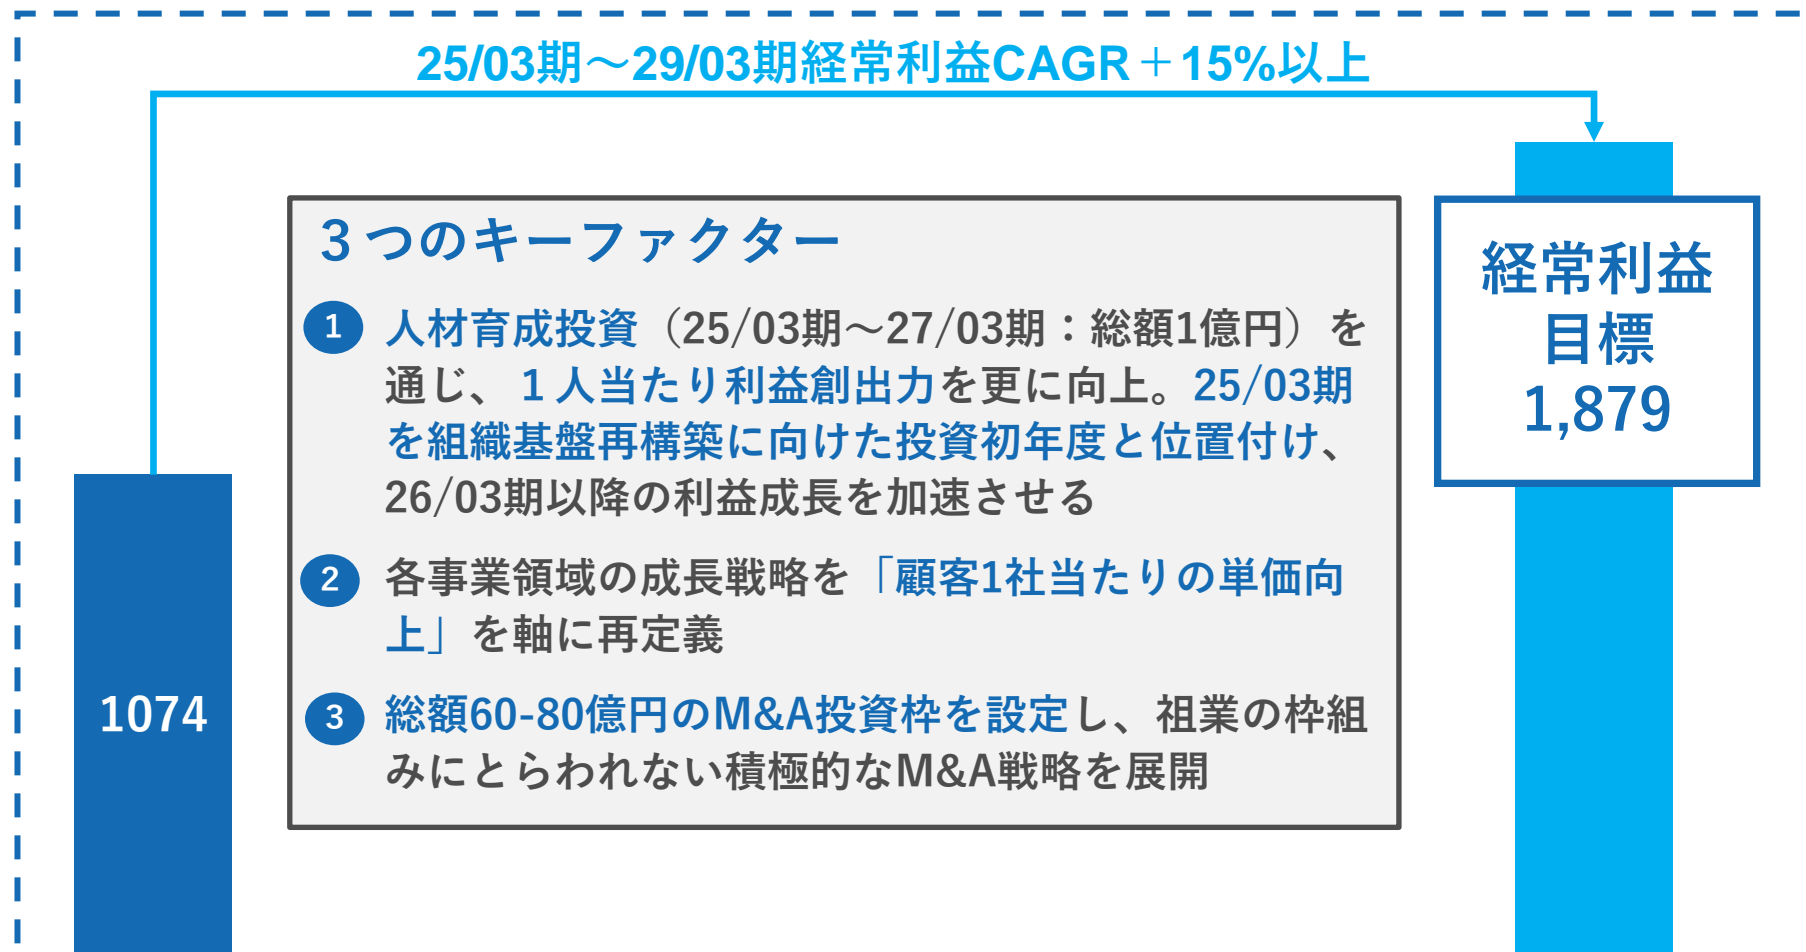 25/03期～29/03期経常利益CAGR＋15%以上
３つのキーファクター
1 人材育成投資（25/03期～27/03期：総額1億円）を
通じ、１人当たり利益創出力を更に向上。25/03期
を組織基盤再構築に向けた投資初年度と位置付け、
26/03期以降の利益成長を加速させる
2 各事業領域の成長戦略を「顧客1社当たりの単価向
上」を軸に再定義
3 総額60-80億円のM&A投資枠を設定し、祖業の枠組
みにとらわれない積極的なM&A戦略を展開
経常利益
目標
1,879
1074